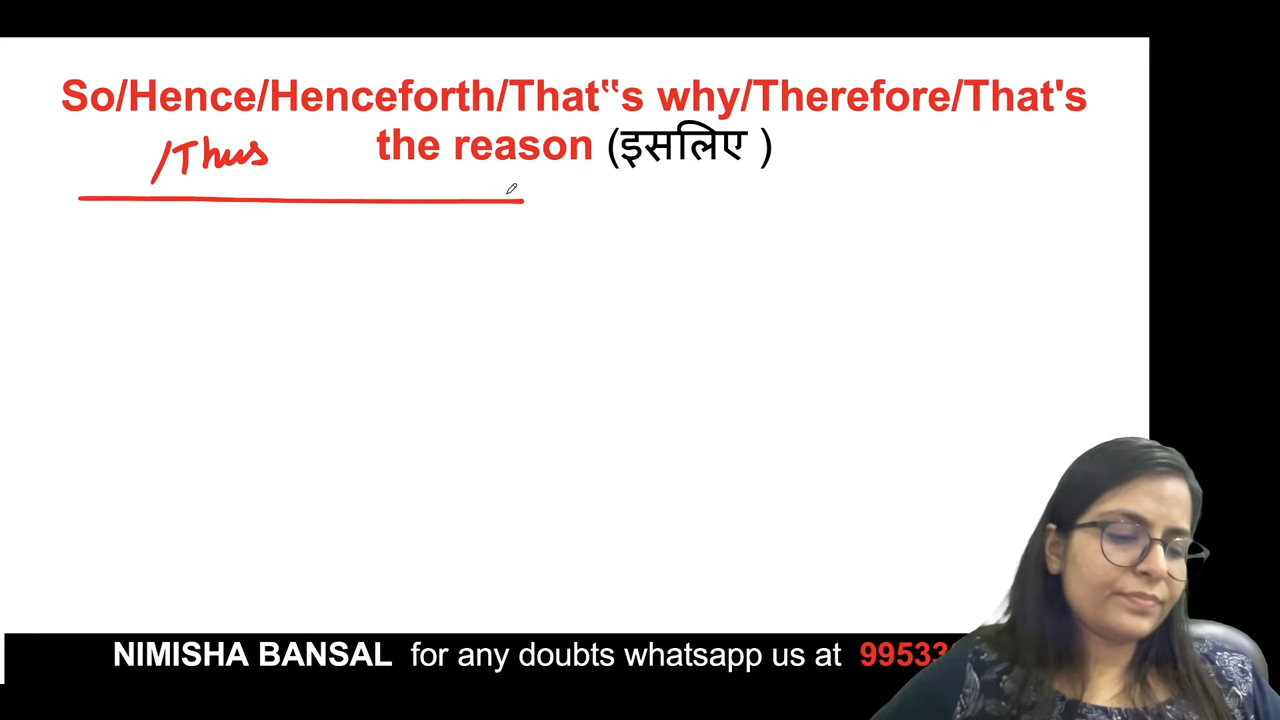 So/Hence/Henceforth/That‟s why/Therefore/That's
/Thus
the reason (इसलिए )
NIMISHA BANSAL for any doubts whatsapp us at 9953